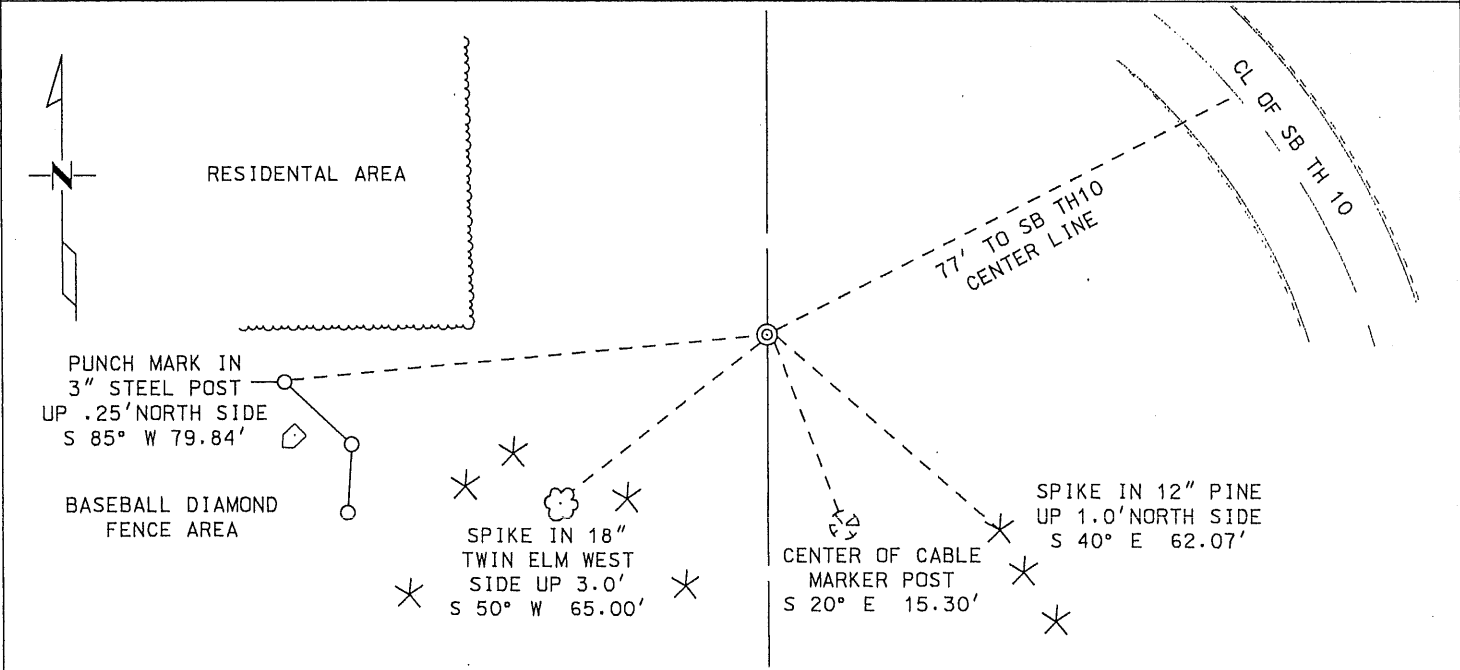 N
RESIDENTAL AREA
CL OF SB TH 10
77' TO SB TH10
CENTER LINE
PUNCH MARK IN
3" STEEL POST
UP .25'NORTH SIDE
S 85° W 79.84'
BASEBALL DIAMOND
FENCE AREA
SPIKE IN 18"
TWIN ELM WEST
SIDE UP 3.0'
S 50° W 65.00'
CENTER OF CABLE
MARKER POST
S 20° E 15.30'
SPIKE IN 12" PINE
UP 1.0'NORTH SIDE
S 40° E 62.07'